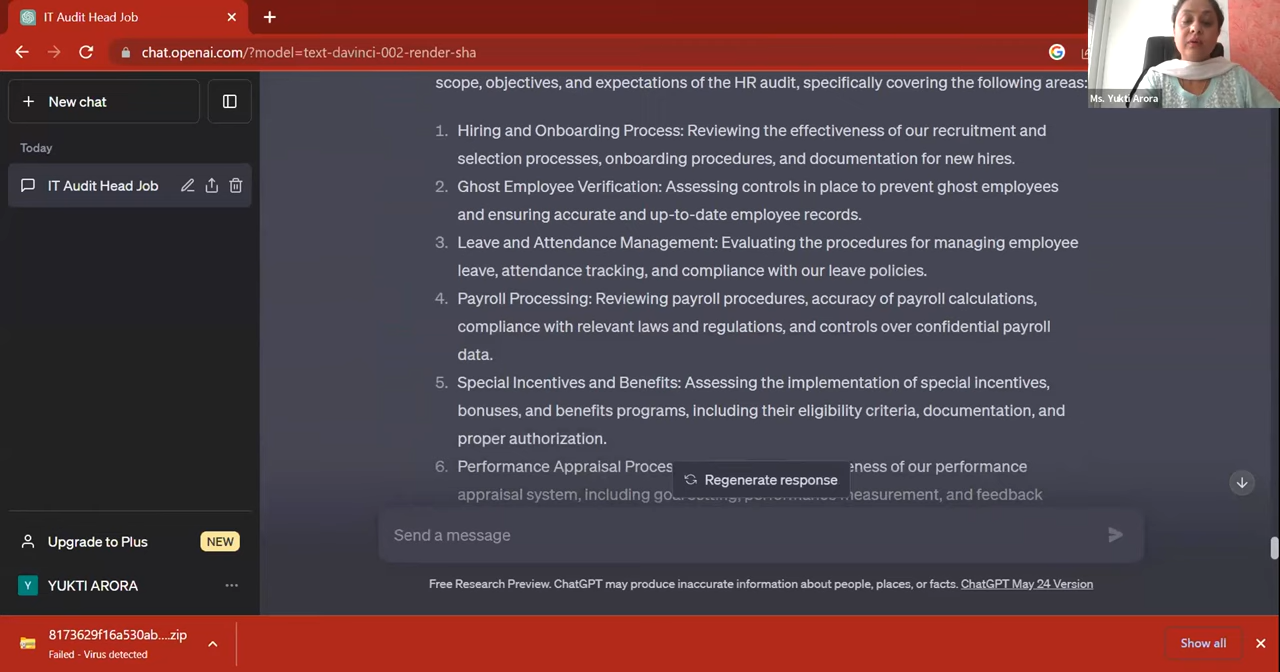 IT Audit Head Job
chat.openai.com/?model=text-davinci-002-render-sha
Ms. Yukti Arora
New chat
Today
IT Audit Head Job
scope, objectives, and expectations of the HR audit, specifically covering the following areas:
1. Hiring and Onboarding Process: Reviewing the effectiveness of our recruitment and
selection processes, onboarding procedures, and documentation for new hires.
2. Ghost Employee Verification: Assessing controls in place to prevent ghost employees
and ensuring accurate and up-to-date employee records.
3. Leave and Attendance Management: Evaluating the procedures for managing employee
leave, attendance tracking, and compliance with our leave policies.
4. Payroll Processing: Reviewing payroll procedures, accuracy of payroll calculations,
compliance with relevant laws and regulations, and controls over confidential payroll
data.
5. Special Incentives and Benefits: Assessing the implementation of special incentives,
bonuses, and benefits programs, including their eligibility criteria, documentation, and
proper authorization.
6. Performance Appraisal of our performance
appraisal system, including performance measurement, and feedback
Regenerate response
Send a message
Free Research Preview. ChatGPT may produce inaccurate information about people, places, or facts. ChatGPT May 24 Version
Upgrade to Plus NEW
Y YUKTI ARORA
8173629f16a530ab....zip
Failed - Virus detected
Show all